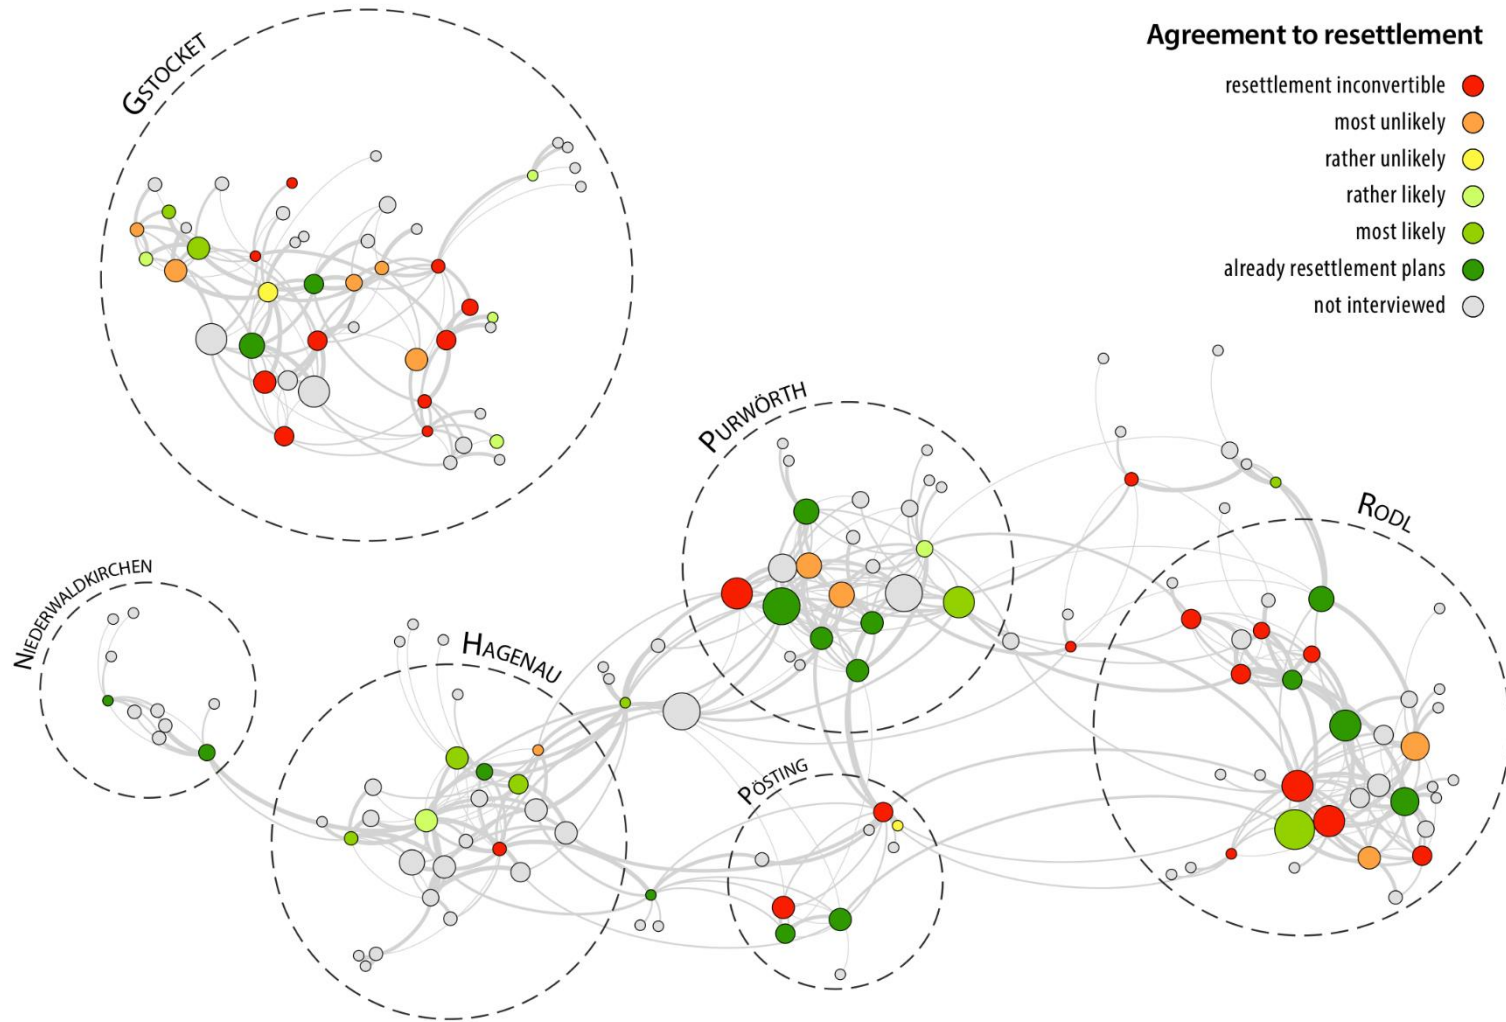 Agreement to resettlement
resettlement inconvertible
most unlikely
rather unlikely
rather likely
most likely
already resettlement plans
not interviewed
GSTOCKET
PURWÖRTH
RODL
NIEDERWALDKIRCHEN
HAGENAU
PÖSTING